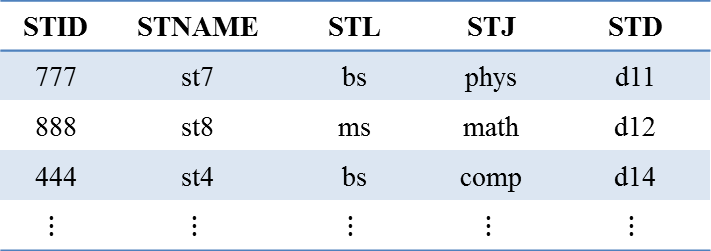 STID STNAME STL STJ STD
777 st7 bs phys d11
888 st8 ms math d12
444 st4 bs comp d14
⋮ ⋮ ⋮ ⋮ ⋮